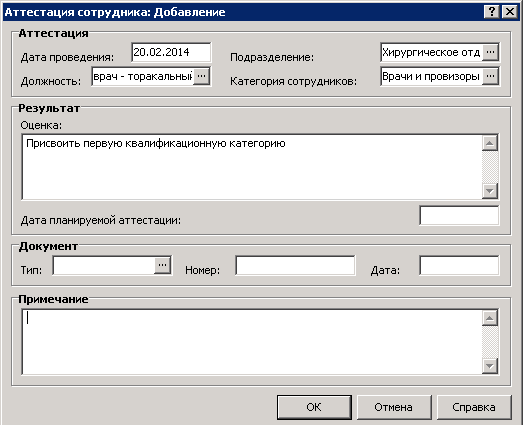 Аттестация сотрудника: Добавление
Аттестация
Дата проведения: 20.02.2014 Подразделение: Хирургическое отд ...
Должность: врач - торакальный ... Категория сотрудников: Врачи и провизоры ...
Результат
Оценка:
Присвоить первую квалификационную категорию
Дата планируемой аттестации:
Документ
Тип: ... Номер: Дата:
Примечание
OK Отмена Справка